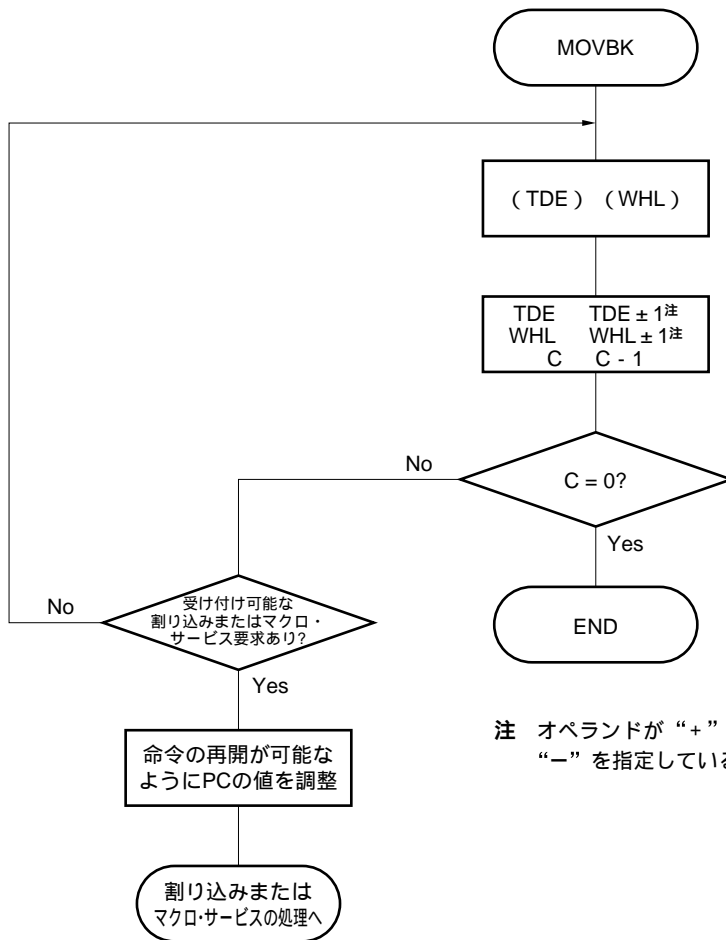 MOVBK
（TDE）（WHL）
TDE TDE ± 1注
WHL WHL ± 1注
C C - 1
C = 0?
No
Yes
END
受け付け可能な
割り込みまたはマクロ・
サービス要求あり?
No
Yes
命令の再開が可能な
ようにPCの値を調整
割り込みまたは
マクロ・サービスの処理へ
注 オペランドが “+”
“−” を指定している